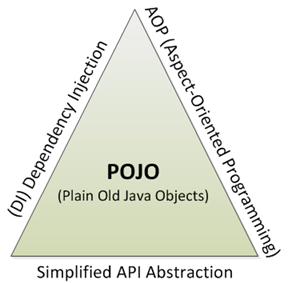 (DI) Dependency Injection
AOP (Aspect-Oriented Programming)
POJO
(Plain Old Java Objects)
Simplified API Abstraction